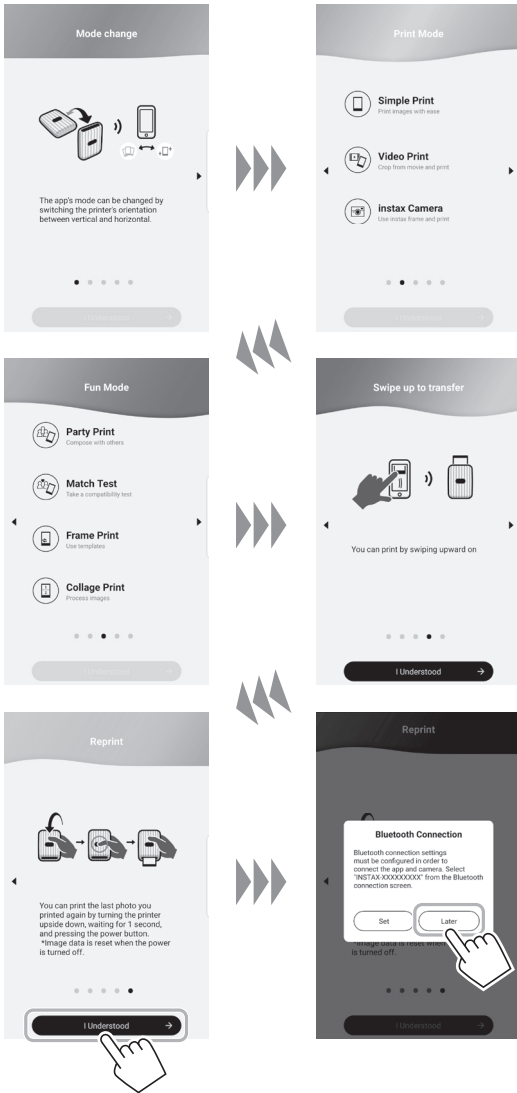 Mode change
The app's mode can be changed by
switching the printer's orientation
between vertical and horizontal.
I Understood →
Print Mode
Simple Print
Print images with ease
Video Print
Crop from movie and print
instax Camera
Use instax frame and print
I Understood →
Fun Mode
Party Print
Compose with others
Match Test
Take a compatibility test
Frame Print
Use templates
Collage Print
Process images
I Understood →
Swipe up to transfer
You can print by swiping upward on
I Understood →
Reprint
You can print the last photo you
printed again by turning the printer
upside down, waiting for 1 second,
and pressing the power button.
*Image data is reset when the power
is turned off.
I Understood →
Reprint
Bluetooth Connection
Bluetooth connection settings
must be configured in order to
connect the app and camera. Select
"INSTAX-XXXXXXXXX" from the Bluetooth
connection screen.
Set
Later
*Image data is reset when
is turned off.
I Understood →